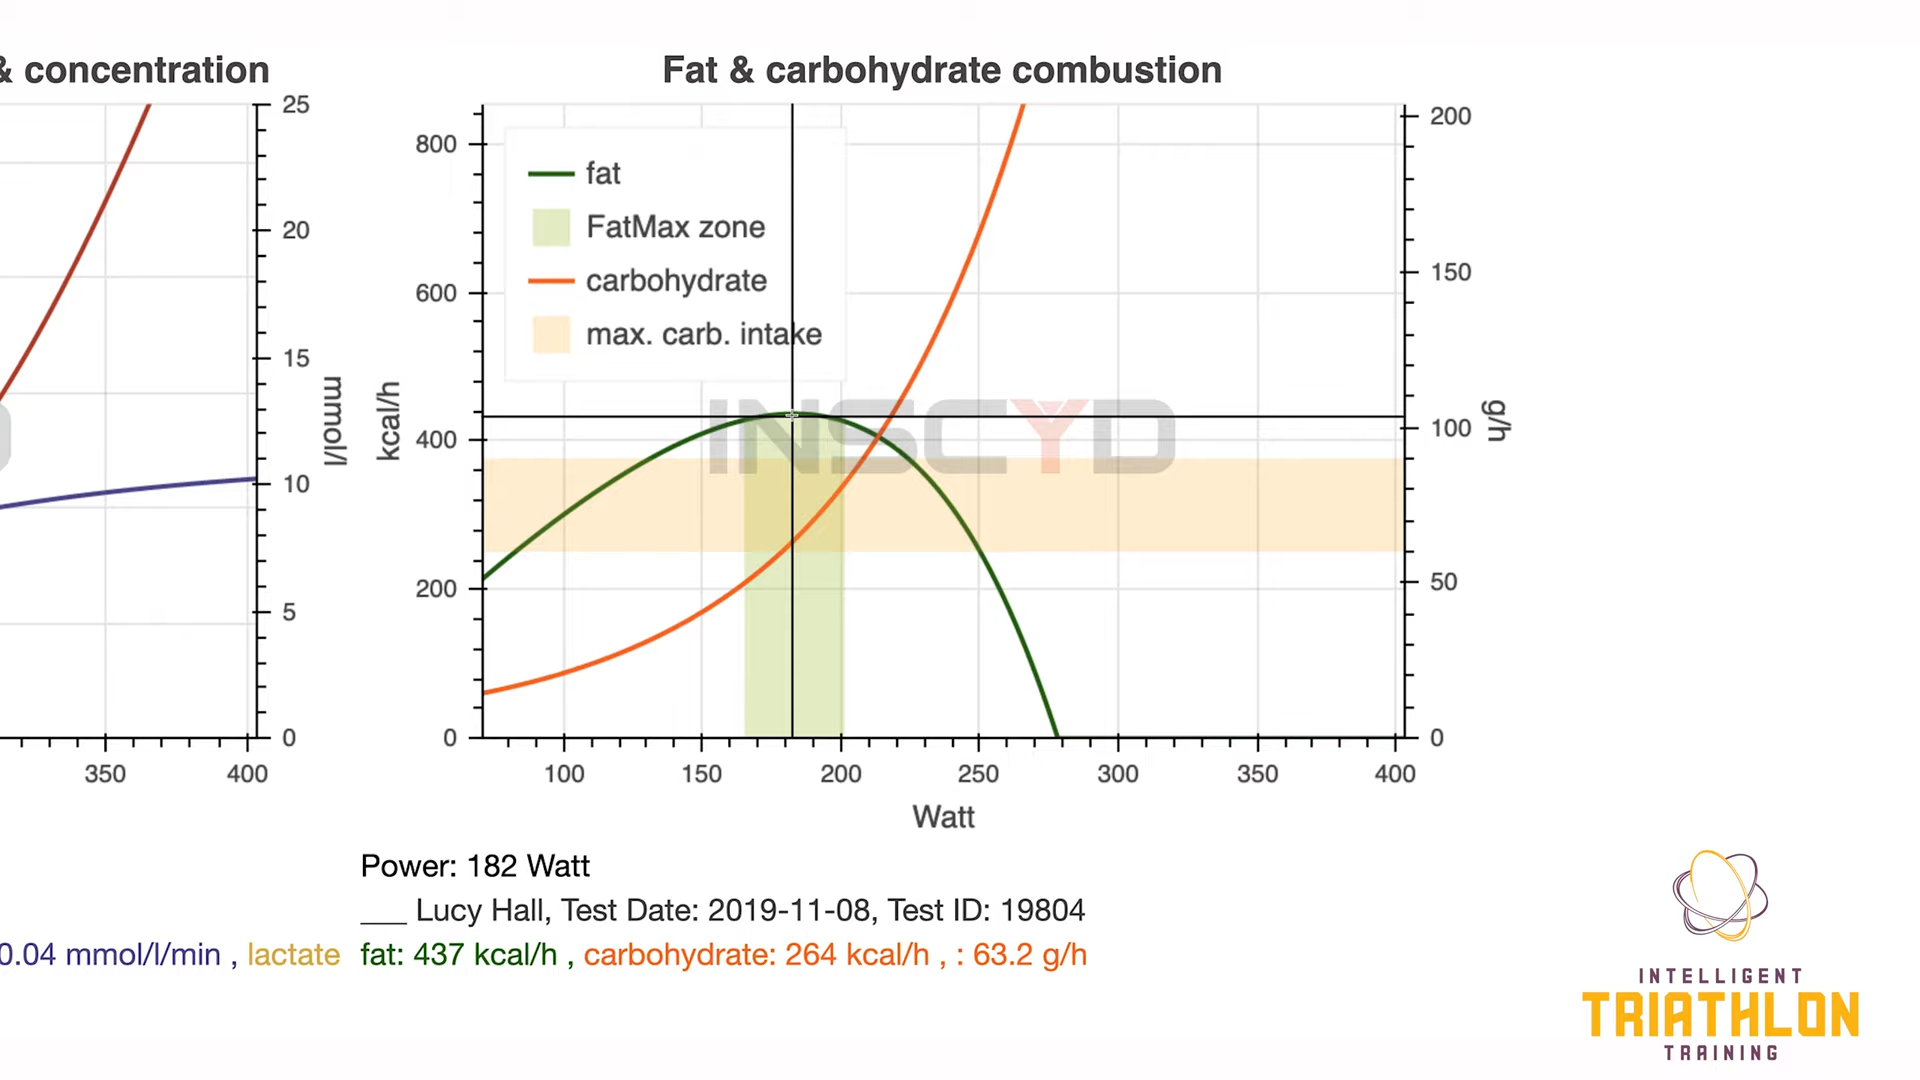 & concentration
25
20
15
10
5
0
mmol/l
350
400
Fat & carbohydrate combustion
800
600
400
200
0
kcal/h
fat
FatMax zone
carbohydrate
max. carb. intake
INSCYD
200
150
100
50
0
g/h
100
150
200
250
300
350
400
Watt
Power: 182 Watt
___ Lucy Hall, Test Date: 2019-11-08, Test ID: 19804
0.04 mmol/l/min , lactate
fat: 437 kcal/h , carbohydrate: 264 kcal/h , : 63.2 g/h
INTELLIGENT
TRIATHLON
TRAINING